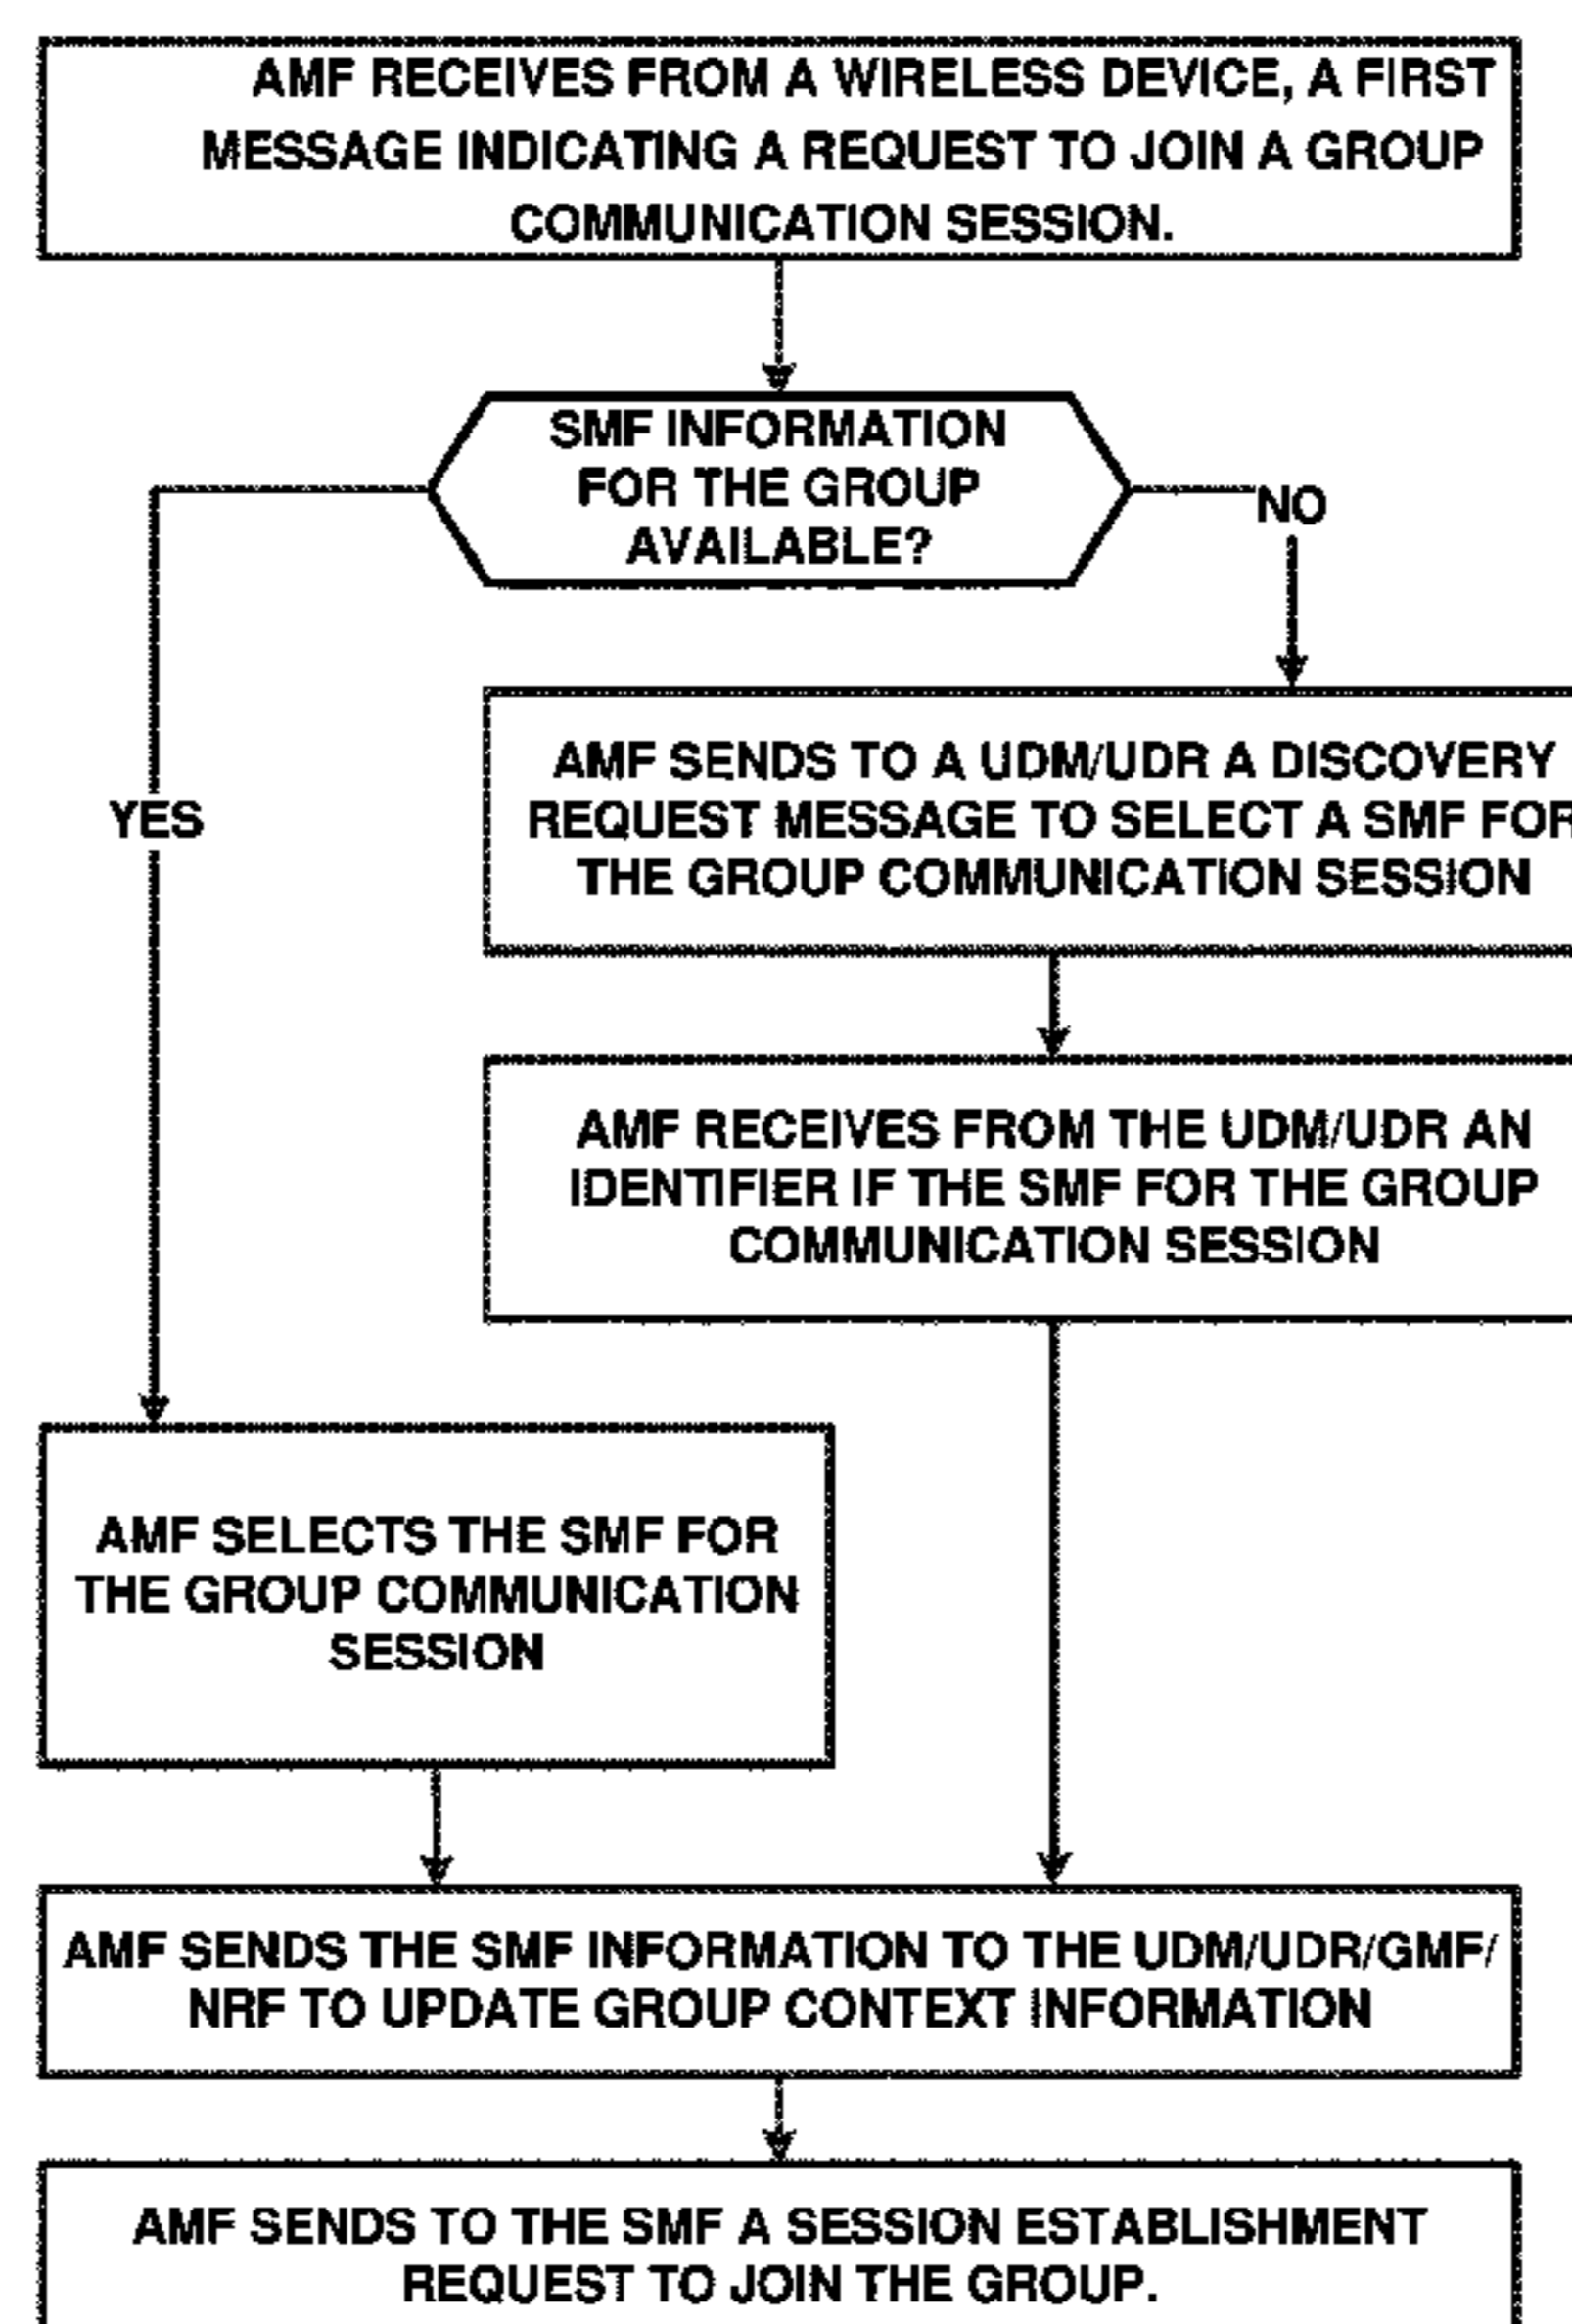 AMF RECEIVES FROM A WIRELESS DEVICE, A FIRST
MESSAGE INDICATING A REQUEST TO JOIN A GROUP
COMMUNICATION SESSION.
SMF INFORMATION
FOR THE GROUP
AVAILABLE?
NO
AMF SENDS TO A UDM/UDR A DISCOVERY
REQUEST MESSAGE TO SELECT A SMF FOR
THE GROUP COMMUNICATION SESSION
YES
AMF RECEIVES FROM THE UDM/UDR AN
IDENTIFIER IF THE SMF FOR THE GROUP
COMMUNICATION SESSION
AMF SELECTS THE SMF FOR
THE GROUP COMMUNICATION
SESSION
AMF SENDS THE SMF INFORMATION TO THE UDM/UDR/GMF/
NRF TO UPDATE GROUP CONTEXT INFORMATION
AMF SENDS TO THE SMF A SESSION ESTABLISHMENT
REQUEST TO JOIN THE GROUP.